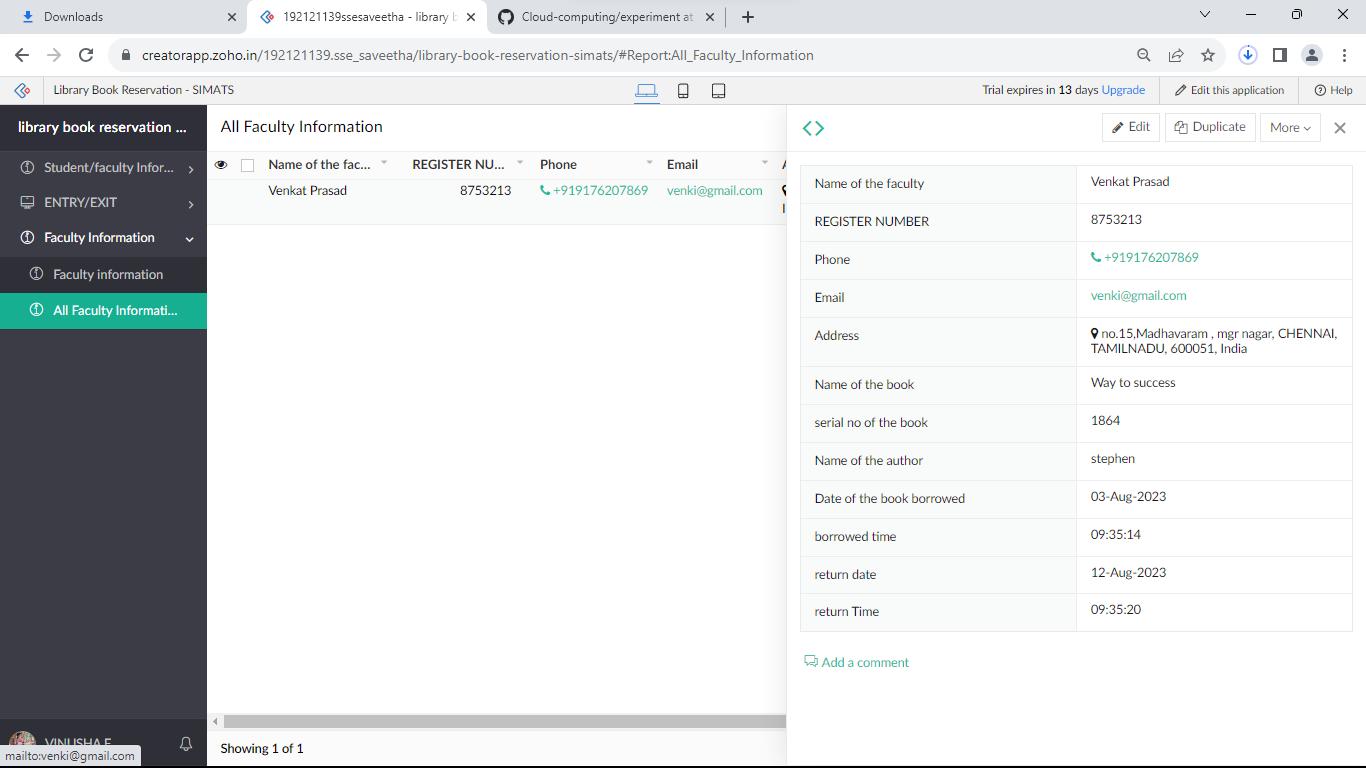 Downloads
192121139ssesaveetha - library b
Cloud-computing/experiment at
creatorapp.zoho.in/192121139.sse_saveetha/library-book-reservation-simats/#Report:All_Faculty_Information
Library Book Reservation - SIMATS
Trial expires in 13 days Upgrade
Edit this application
Help
library book reservation ...
Student/faculty Infor...
ENTRY/EXIT
Faculty Information
Faculty information
All Faculty Informati...
All Faculty Information
Name of the fac... REGISTER NU... Phone Email
Venkat Prasad 8753213 +919176207869 venki@gmail.com
Edit Duplicate More
Name of the faculty Venkat Prasad
REGISTER NUMBER 8753213
Phone +919176207869
Email venki@gmail.com
Address no.15,Madhavaram , mgr nagar, CHENNAI,
TAMILNADU, 600051, India
Name of the book Way to success
serial no of the book 1864
Name of the author stephen
Date of the book borrowed 03-Aug-2023
borrowed time 09:35:14
return date 12-Aug-2023
return Time 09:35:20
Add a comment
Showing 1 of 1
VINUSHA E
mailto:venki@gmail.com